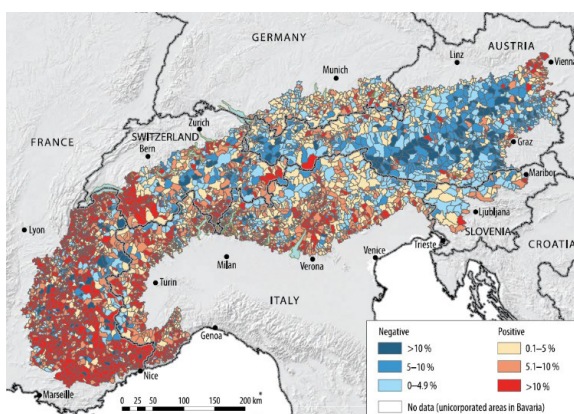 GERMANY
AUSTRIA
Linz
Vienna
Munich
Zurich
SWITZERLAND
Bern
FRANCE
Graz
Maribor
Lyon
Ljubljana
SLOVENIA
Trieste
CROATIA
Milan
Verona
Venice
Turin
ITALY
Genoa
Nice
Marseille
0 50 100 150 200 km
Negative
>10 %
5–10 %
0–4.9 %
Positive
0.1–5 %
5.1–10 %
>10 %
No data (unicorporated areas in Bavaria)